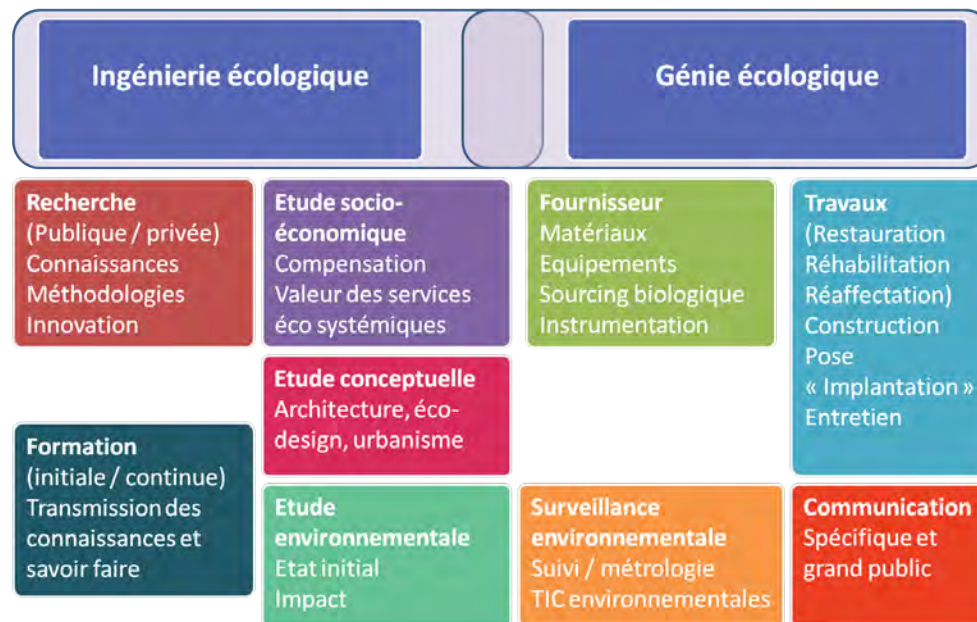 Ingénierie écologique
Génie écologique
Recherche
(Publique / privée)
Connaissances
Méthodologies
Innovation
Etude socio-
économique
Compensation
Valeur des services
éco systémiques
Fournisseur
Matériaux
Equipements
Sourcing biologique
Instrumentation
Travaux
(Restauration
Réhabilitation
Réaffectation)
Construction
Pose
« Implantation »
Entretien
Etude conceptuelle
Architecture, éco-
design, urbanisme
Formation
(initiale / continue)
Transmission des
connaissances et
savoir faire
Etude
environnementale
Etat initial
Impact
Surveillance
environnementale
Suivi / métrologie
TIC environnementales
Communication
Spécifique et
grand public